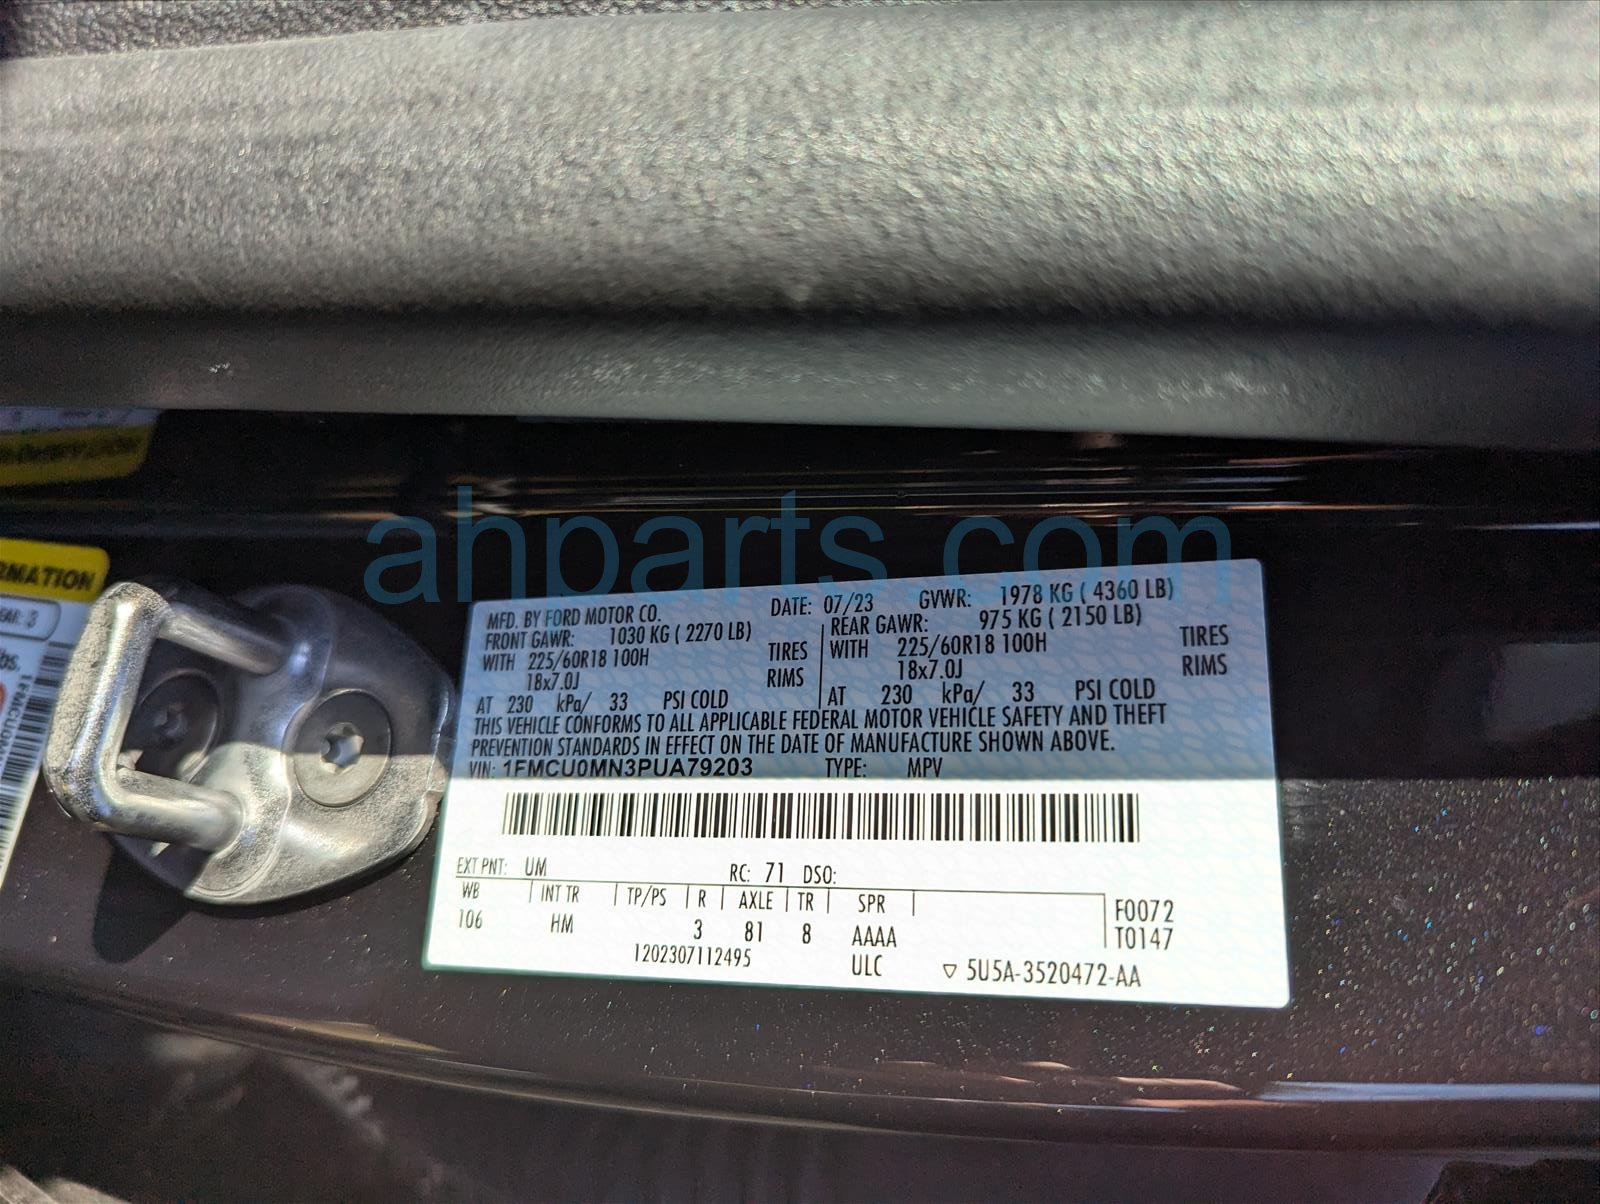 ahparts.com
RMATION
MFD. BY FORD MOTOR CO.
DATE: 07/23
GVWR: 1978 KG ( 4360 LB)
FRONT GAWR: 1030 KG ( 2270 LB)
REAR GAWR: 975 KG ( 2150 LB)
WITH 225/60R18 100H TIRES
WITH 225/60R18 100H TIRES
18x7.0J RIMS
18x7.0J RIMS
AT 230 kPa/ 33 PSI COLD
AT 230 kPa/ 33 PSI COLD
THIS VEHICLE CONFORMS TO ALL APPLICABLE FEDERAL MOTOR VEHICLE SAFETY AND THEFT
PREVENTION STANDARDS IN EFFECT ON THE DATE OF MANUFACTURE SHOWN ABOVE.
VIN: 1FMCU0MN3PUA79203 TYPE: MPV
EXT PNT: UM RC: 71 DSO:
WB INT TR TP/PS R AXLE TR SPR F0072
106 HM 3 81 8 AAAA T0147
1202307112495 ULC ▽ 5U5A-3520472-AA